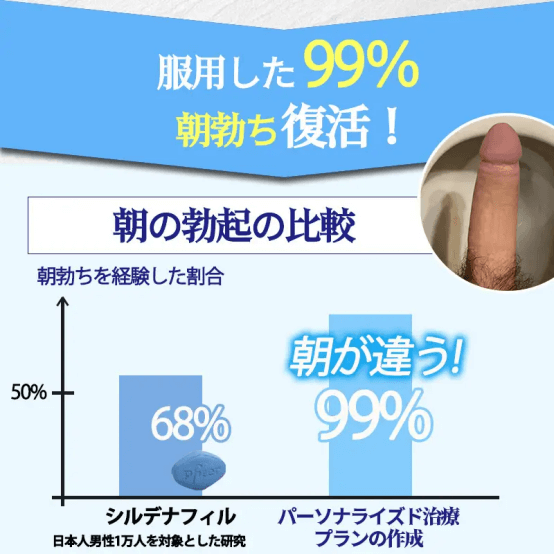 服用した99%
朝勃ち復活！
朝の勃起の比較
朝勃ちを経験した割合
朝が違う!
50%
68%
99%
Pfizer
シルデナフィル
パーソナライズド治療
日本人男性1万人を対象とした研究
プランの作成